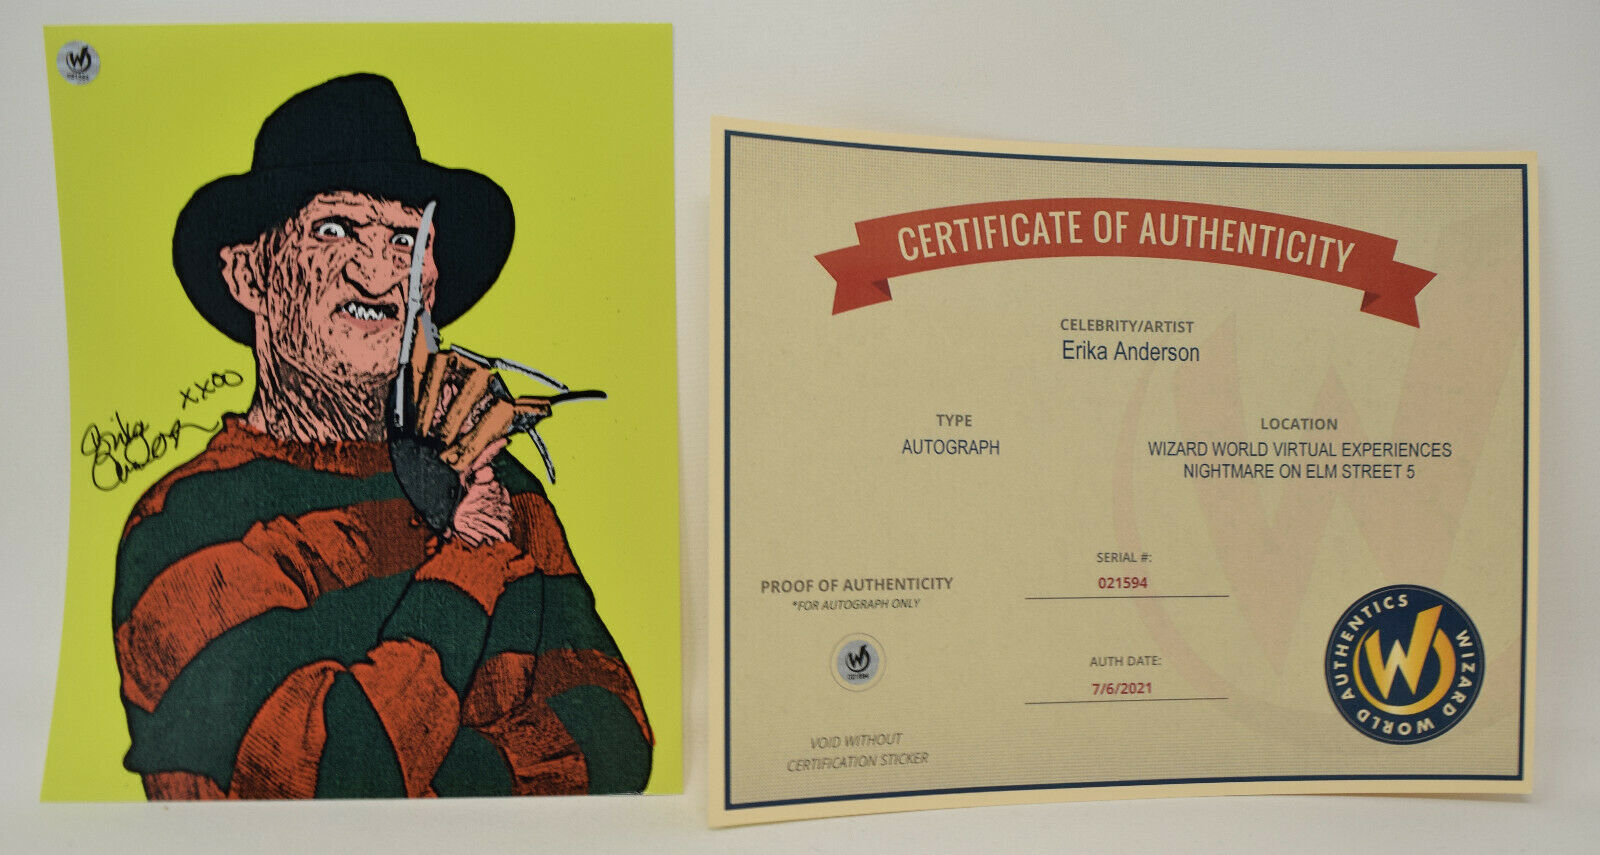 W
021594
Erika
Anderson
xxoo
CERTIFICATE OF AUTHENTICITY
CELEBRITY/ARTIST
Erika Anderson
TYPE
AUTOGRAPH
LOCATION
WIZARD WORLD VIRTUAL EXPERIENCES
NIGHTMARE ON ELM STREET 5
SERIAL #:
021594
PROOF OF AUTHENTICITY
*FOR AUTOGRAPH ONLY
W
021594
AUTH DATE:
7/6/2021
VOID WITHOUT
CERTIFICATION STICKER
W
WIZARD WORLD AUTHENTICS